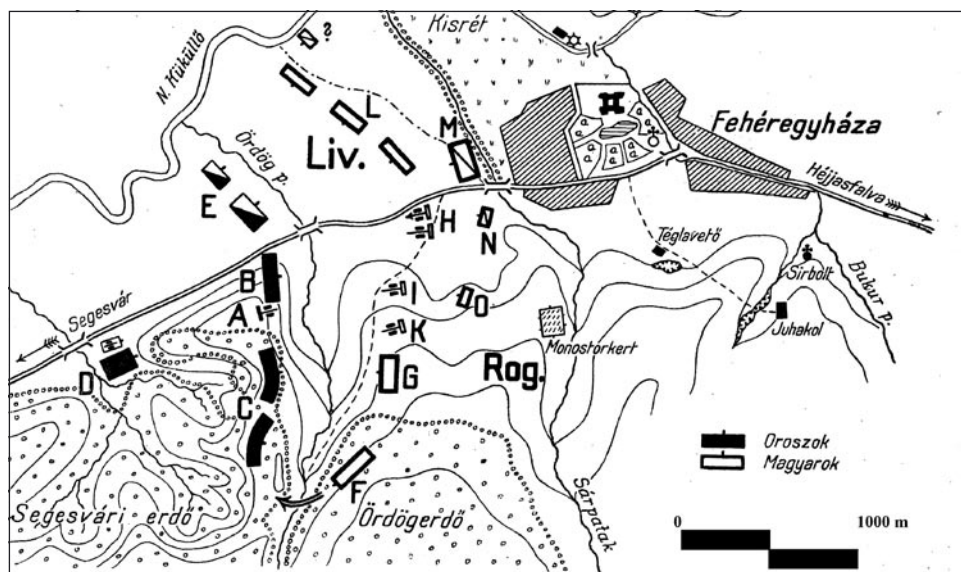 Kisrét
N. Küküllő
?
L
M
Liv.
Fehéregyháza
Ördög p.
E
Héjjasfalva
H
N
Téglavető
B
Sírbolt
Bukur p.
Segesvár
A
I
O
Juhakol
K
Monostorkert
D
G
Rog.
C
Oroszok
Magyarok
F
Segesvári erdő
Ördögerdő
Sárpatak
0 1000 m